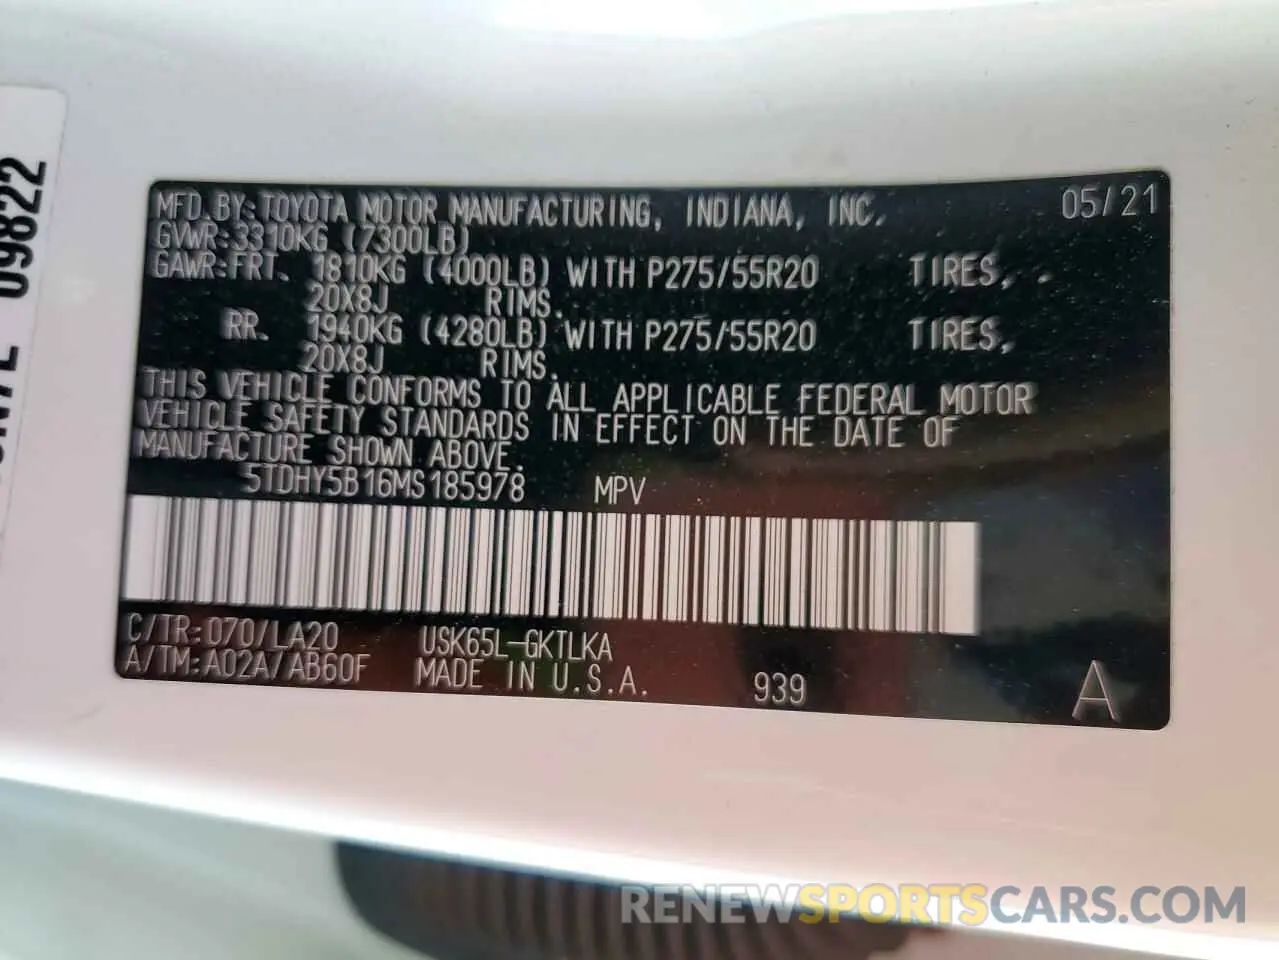 09822
MFD.BY:TOYOTA MOTOR MANUFACTURING, INDIANA, INC. 05/21
GVWR:3310KG (7300LB)
GAWR:FRT. 1810KG (4000LB) WITH P275/55R20 TIRES,
20X8J RIMS.
RR. 1940KG (4280LB) WITH P275/55R20 TIRES,
20X8J RIMS.
THIS VEHICLE CONFORMS TO ALL APPLICABLE FEDERAL MOTOR
VEHICLE SAFETY STANDARDS IN EFFECT ON THE DATE OF
MANUFACTURE SHOWN ABOVE.
5TDHY5B16MS185978 MPV
C/TR:070/LA20 USK65L-GKTLKA
A/TM:A02A/AB60F MADE IN U.S.A. 939 A
RENEWSPORTSCARS.COM